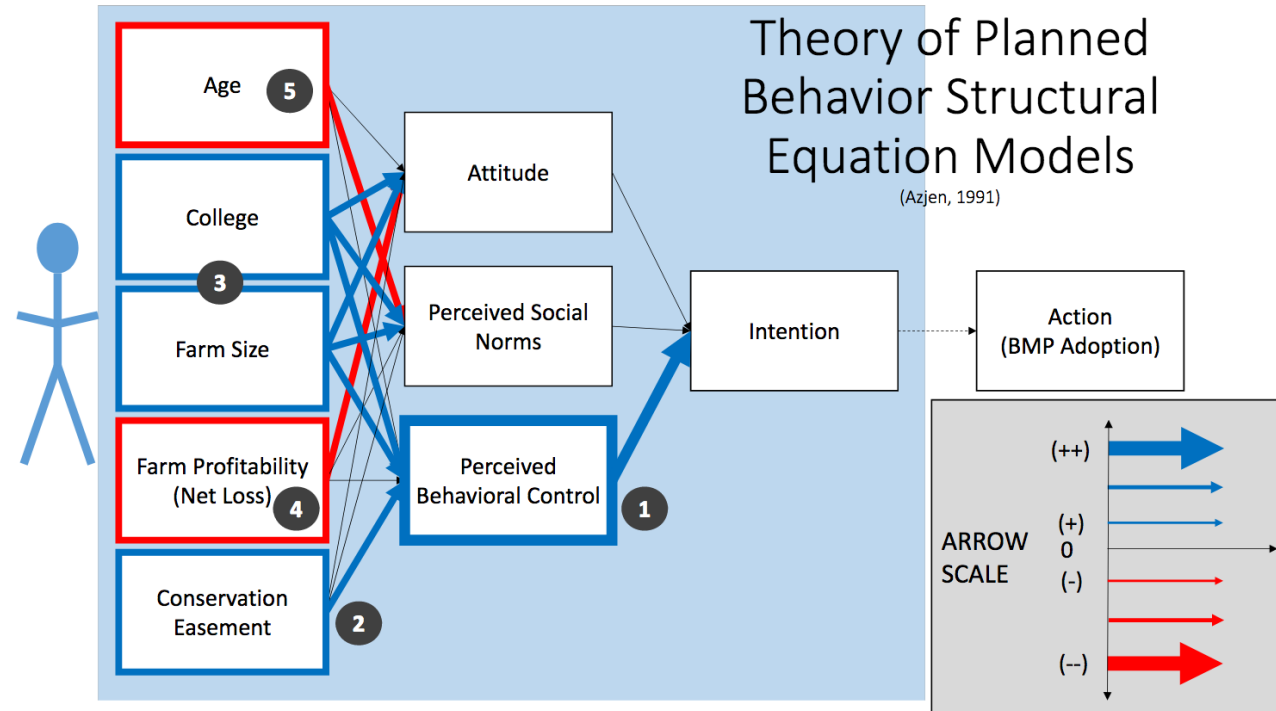 Theory of Planned
Behavior Structural
Equation Models
(Azjen, 1991)
Age
5
College
3
Farm Size
Farm Profitability
(Net Loss)
4
Conservation
Easement
2
Attitude
Perceived Social
Norms
Perceived
Behavioral Control
1
Intention
Action
(BMP Adoption)
ARROW
SCALE
(++)
(+)
0
(-)
(--)